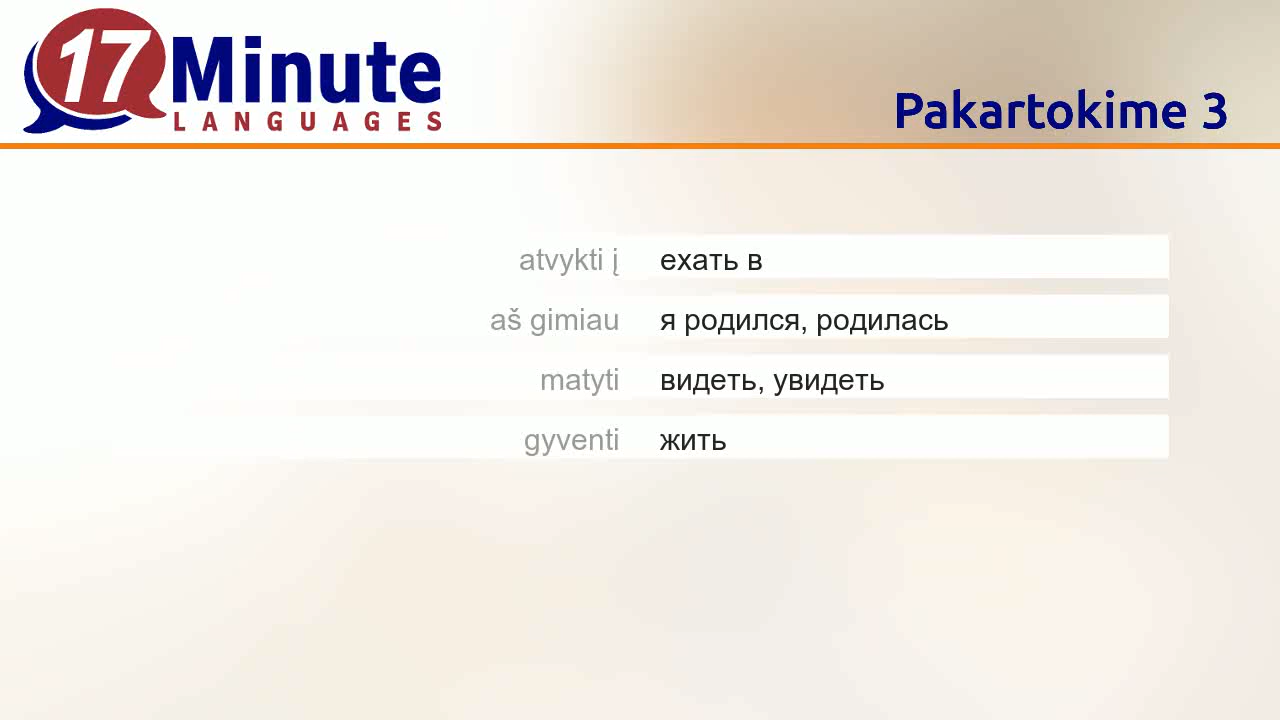 17 Minute
LANGUAGES
Pakartokime 3
atvykti į ехать в
aš gimiau я родился, родилась
matyti видеть, увидеть
gyventi жить